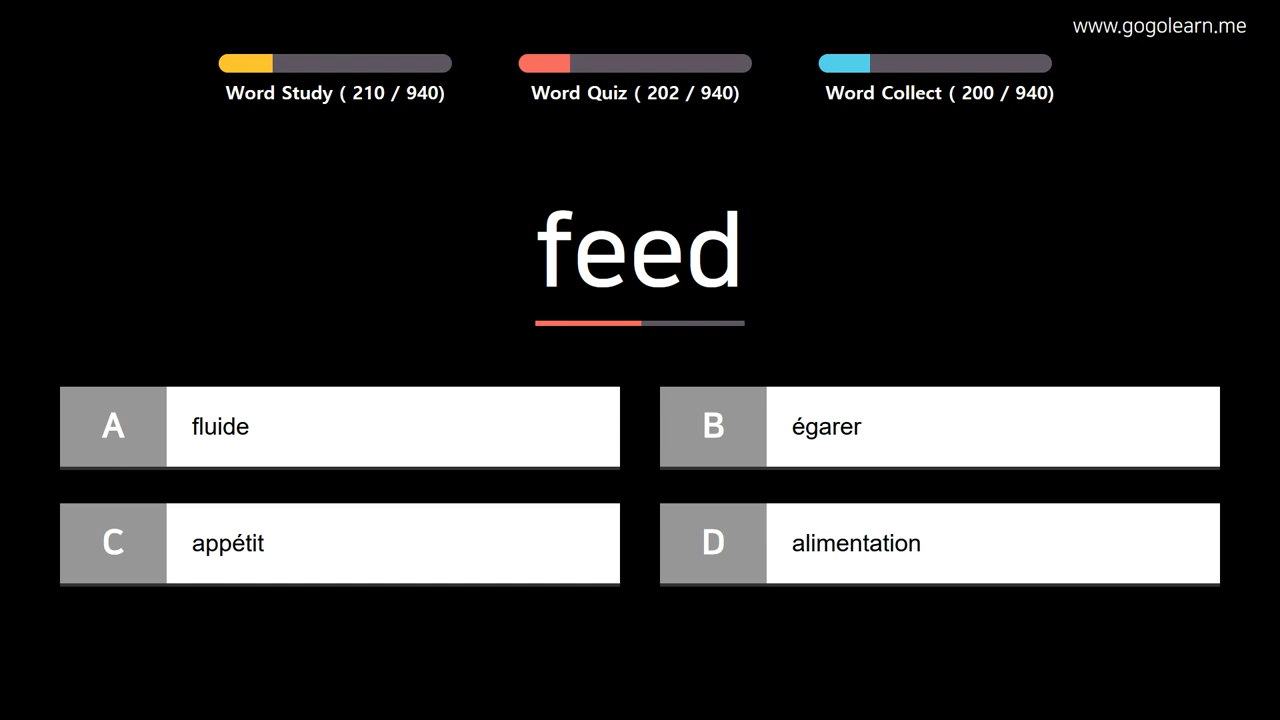 www.gogolearn.me
Word Study ( 210 / 940)
Word Quiz ( 202 / 940)
Word Collect ( 200 / 940)
feed
A
fluide
B
égarer
C
appétit
D
alimentation